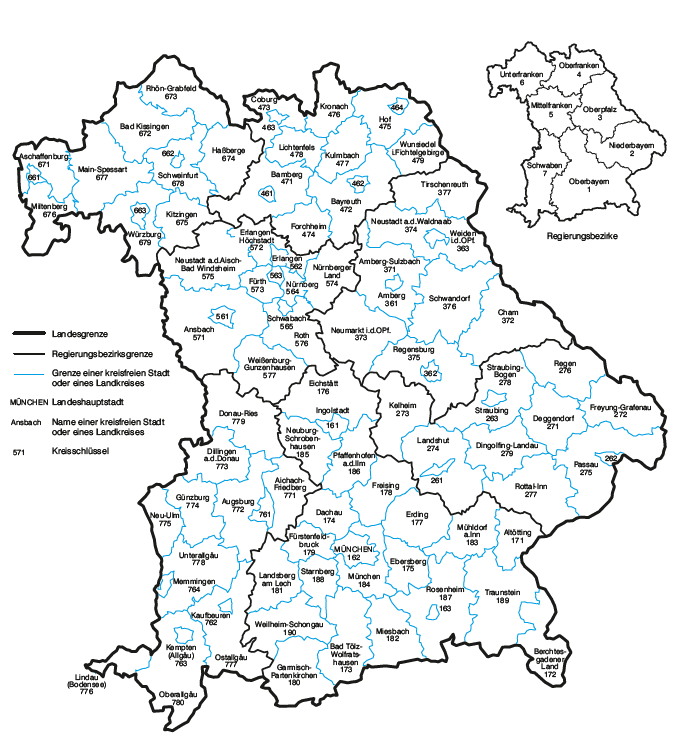 Rhön-Grabfeld
673
Coburg
473
463
Kronach
476
464
Hof
475
Bad Kissingen
672
Lichtenfels
478
Kulmbach
477
Wunsiedel
i.Fichtelgebirge
479
Aschaffenburg
671
661
Main-Spessart
677
662
Schweinfurt
678
Haßberge
674
Bamberg
471
461
462
Bayreuth
472
Tirschenreuth
377
Miltenberg
676
663
Würzburg
679
Kitzingen
675
Forchheim
474
Neustadt a.d.Waldnaab
374
Weiden
i.d.OPf.
363
Erlangen
Höchstadt
572
Erlangen
562
Neustadt a.d.Aisch-
Bad Windsheim
575
563
Fürth
573
Nürnberg
564
Nürnberger
Land
574
Amberg-Sulzbach
371
Amberg
361
Schwandorf
376
Cham
372
561
Ansbach
571
Schwabach
565
Roth
576
Neumarkt i.d.OPf.
373
Regensburg
375
362
Weißenburg-
Gunzenhausen
577
Eichstätt
176
Kelheim
273
Straubing-
Bogen
278
Regen
276
Straubing
263
Deggendorf
271
Freyung-Grafenau
272
Donau-Ries
779
Ingolstadt
161
Neuburg-
Schroben-
hausen
185
Landshut
274
261
Dingolfing-Landau
279
262
Passau
275
Dillingen
a.d.Donau
773
Pfaffenhofen
a.d.Ilm
186
Rottal-Inn
277
Aichach-
Friedberg
771
Freising
178
Günzburg
774
Augsburg
772
761
Neu-Ulm
775
Dachau
174
Erding
177
Mühldorf
a.Inn
183
Altötting
171
Fürstenfeld-
bruck
179
MÜNCHEN
162
Unterallgäu
778
Ebersberg
175
Memmingen
764
Landsberg
am Lech
181
Starnberg
188
München
184
Rosenheim
187
163
Traunstein
189
Kaufbeuren
762
Weilheim-Schongau
190
Miesbach
182
Kempten
(Allgäu)
763
Ostallgäu
777
Bad Tölz-
Wolfrats-
hausen
173
Garmisch-
Partenkirchen
180
Berchtes-
gadener
Land
172
Lindau
(Bodensee)
776
Oberallgäu
780
Landesgrenze
Regierungsbezirksgrenze
Grenze einer kreisfreien Stadt
oder eines Landkreises
MÜNCHEN Landeshauptstadt
Ansbach Name einer kreisfreien Stadt
oder eines Landkreises
571 Kreisschlüssel
Unterfranken
6
Oberfranken
4
Mittelfranken
5
Oberpfalz
3
Niederbayern
2
Schwaben
7
Oberbayern
Regierungsbezirke